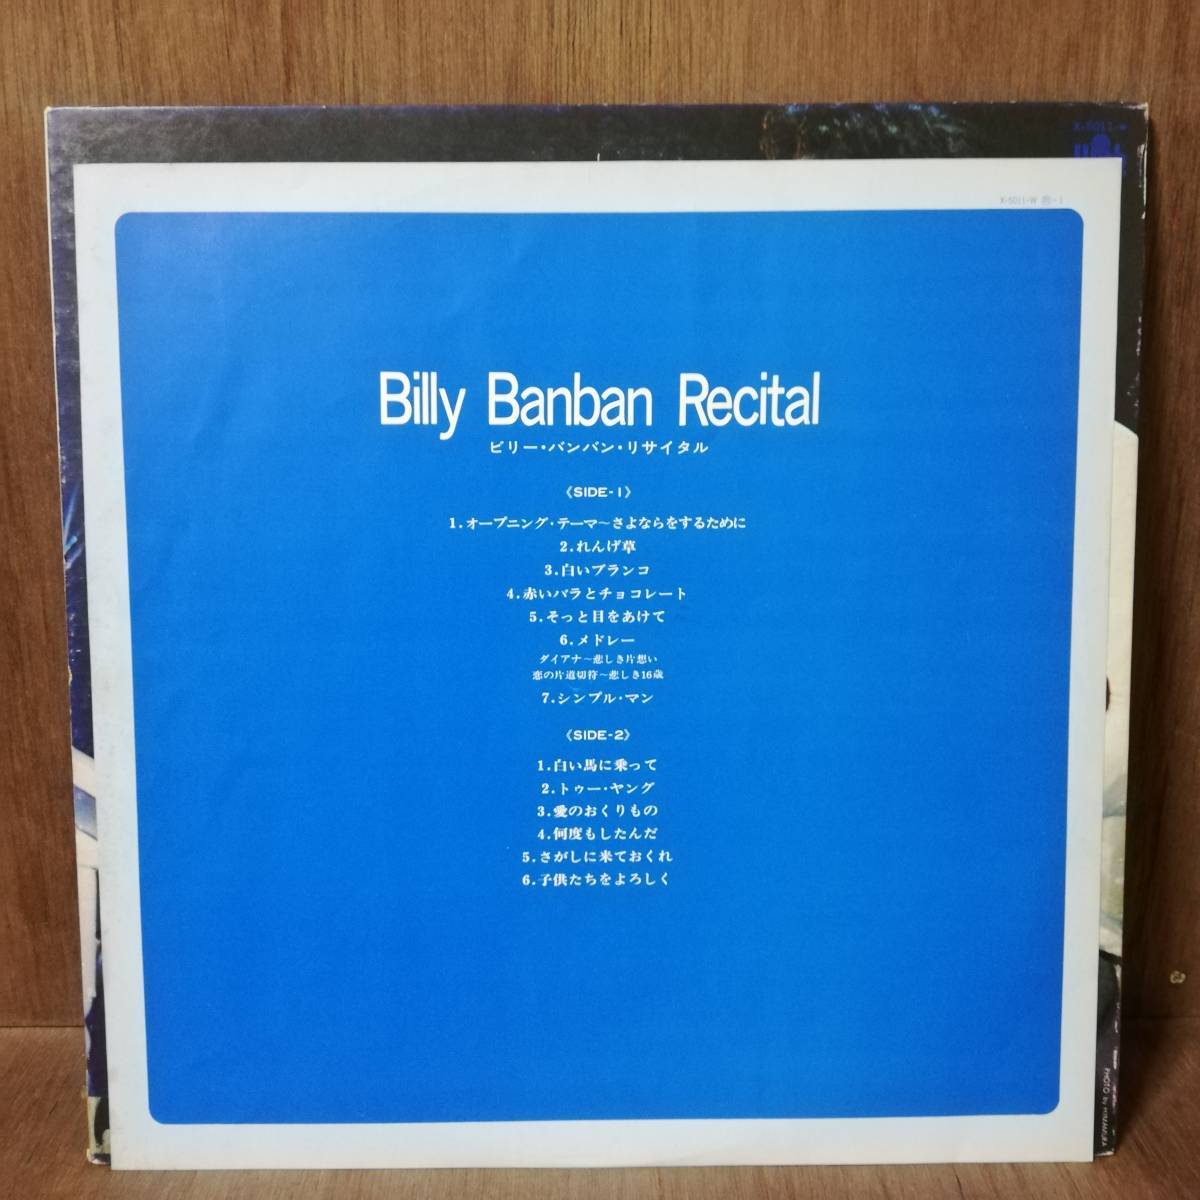 X-5011-W
X-5011-W 歌-1
Billy Banban Recital
ビリー・バンバン・リサイタル
《SIDE-1》
1.オープニング・テーマ〜さよならをするために
2.れんげ草
3.白いブランコ
4.赤いバラとチョコレート
5.そっと目をあけて
6.メドレー
ダイアナ〜悲しき片想い
恋の片道切符〜悲しき16歳
7.シンプル・マン
《SIDE-2》
1.白い馬に乗って
2.トゥー・ヤング
3.愛のおくりもの
4.何度もしたんだ
5.さがしに来ておくれ
6.子供たちをよろしく
PHOTO by